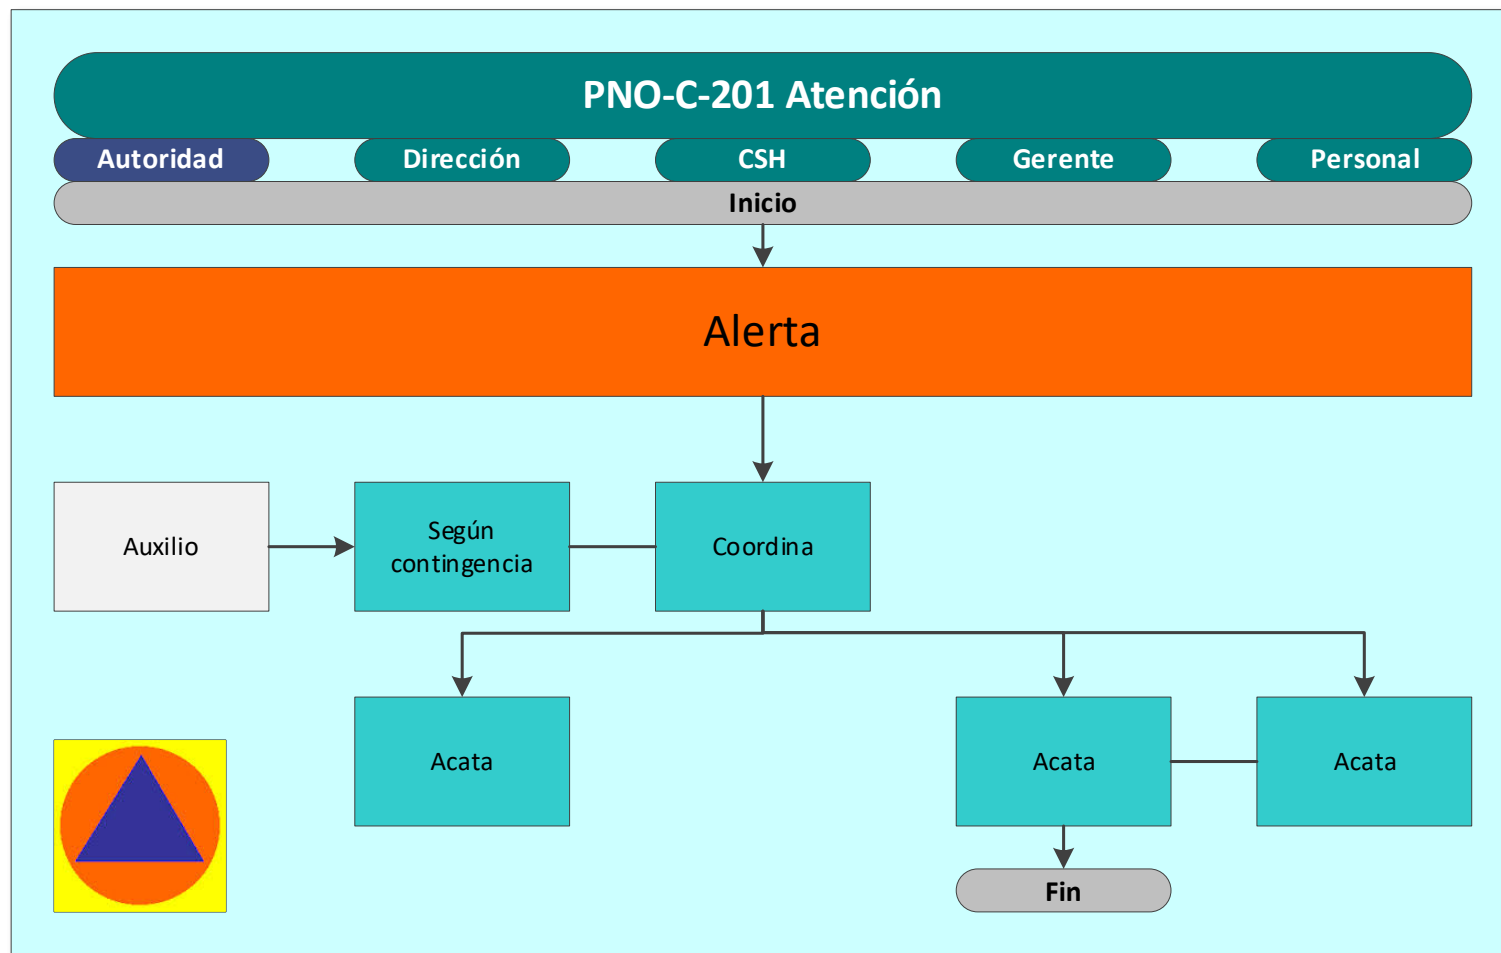 PNO-C-201 Atención
Autoridad
Dirección
CSH
Gerente
Personal
Inicio
Alerta
Auxilio
Según
contingencia
Coordina
Acata
Acata
Acata
Fin